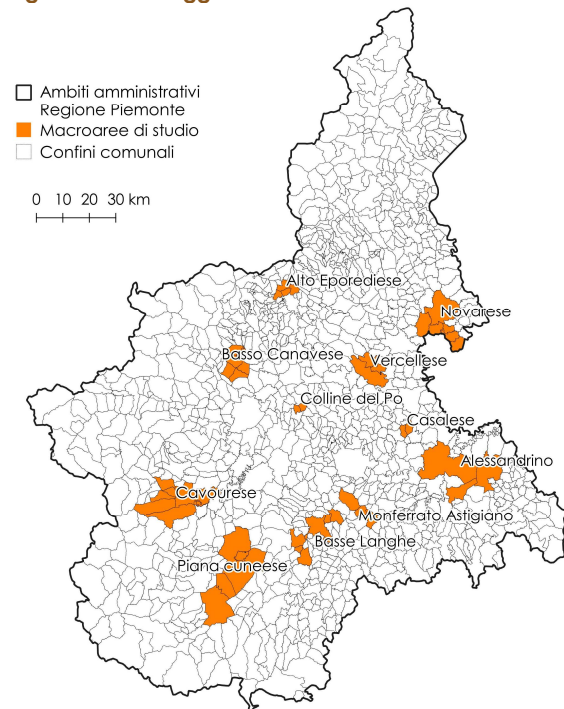 Ambiti amministrativi
Regione Piemonte
Macroaree di studio
Confini comunali
0 10 20 30 km
Alto Eporediese
Novarese
Basso Canavese
Vercellese
Colline del Po
Casalese
Alessandrino
Cavourese
Monferrato Astigiano
Basse Langhe
Piana cuneese